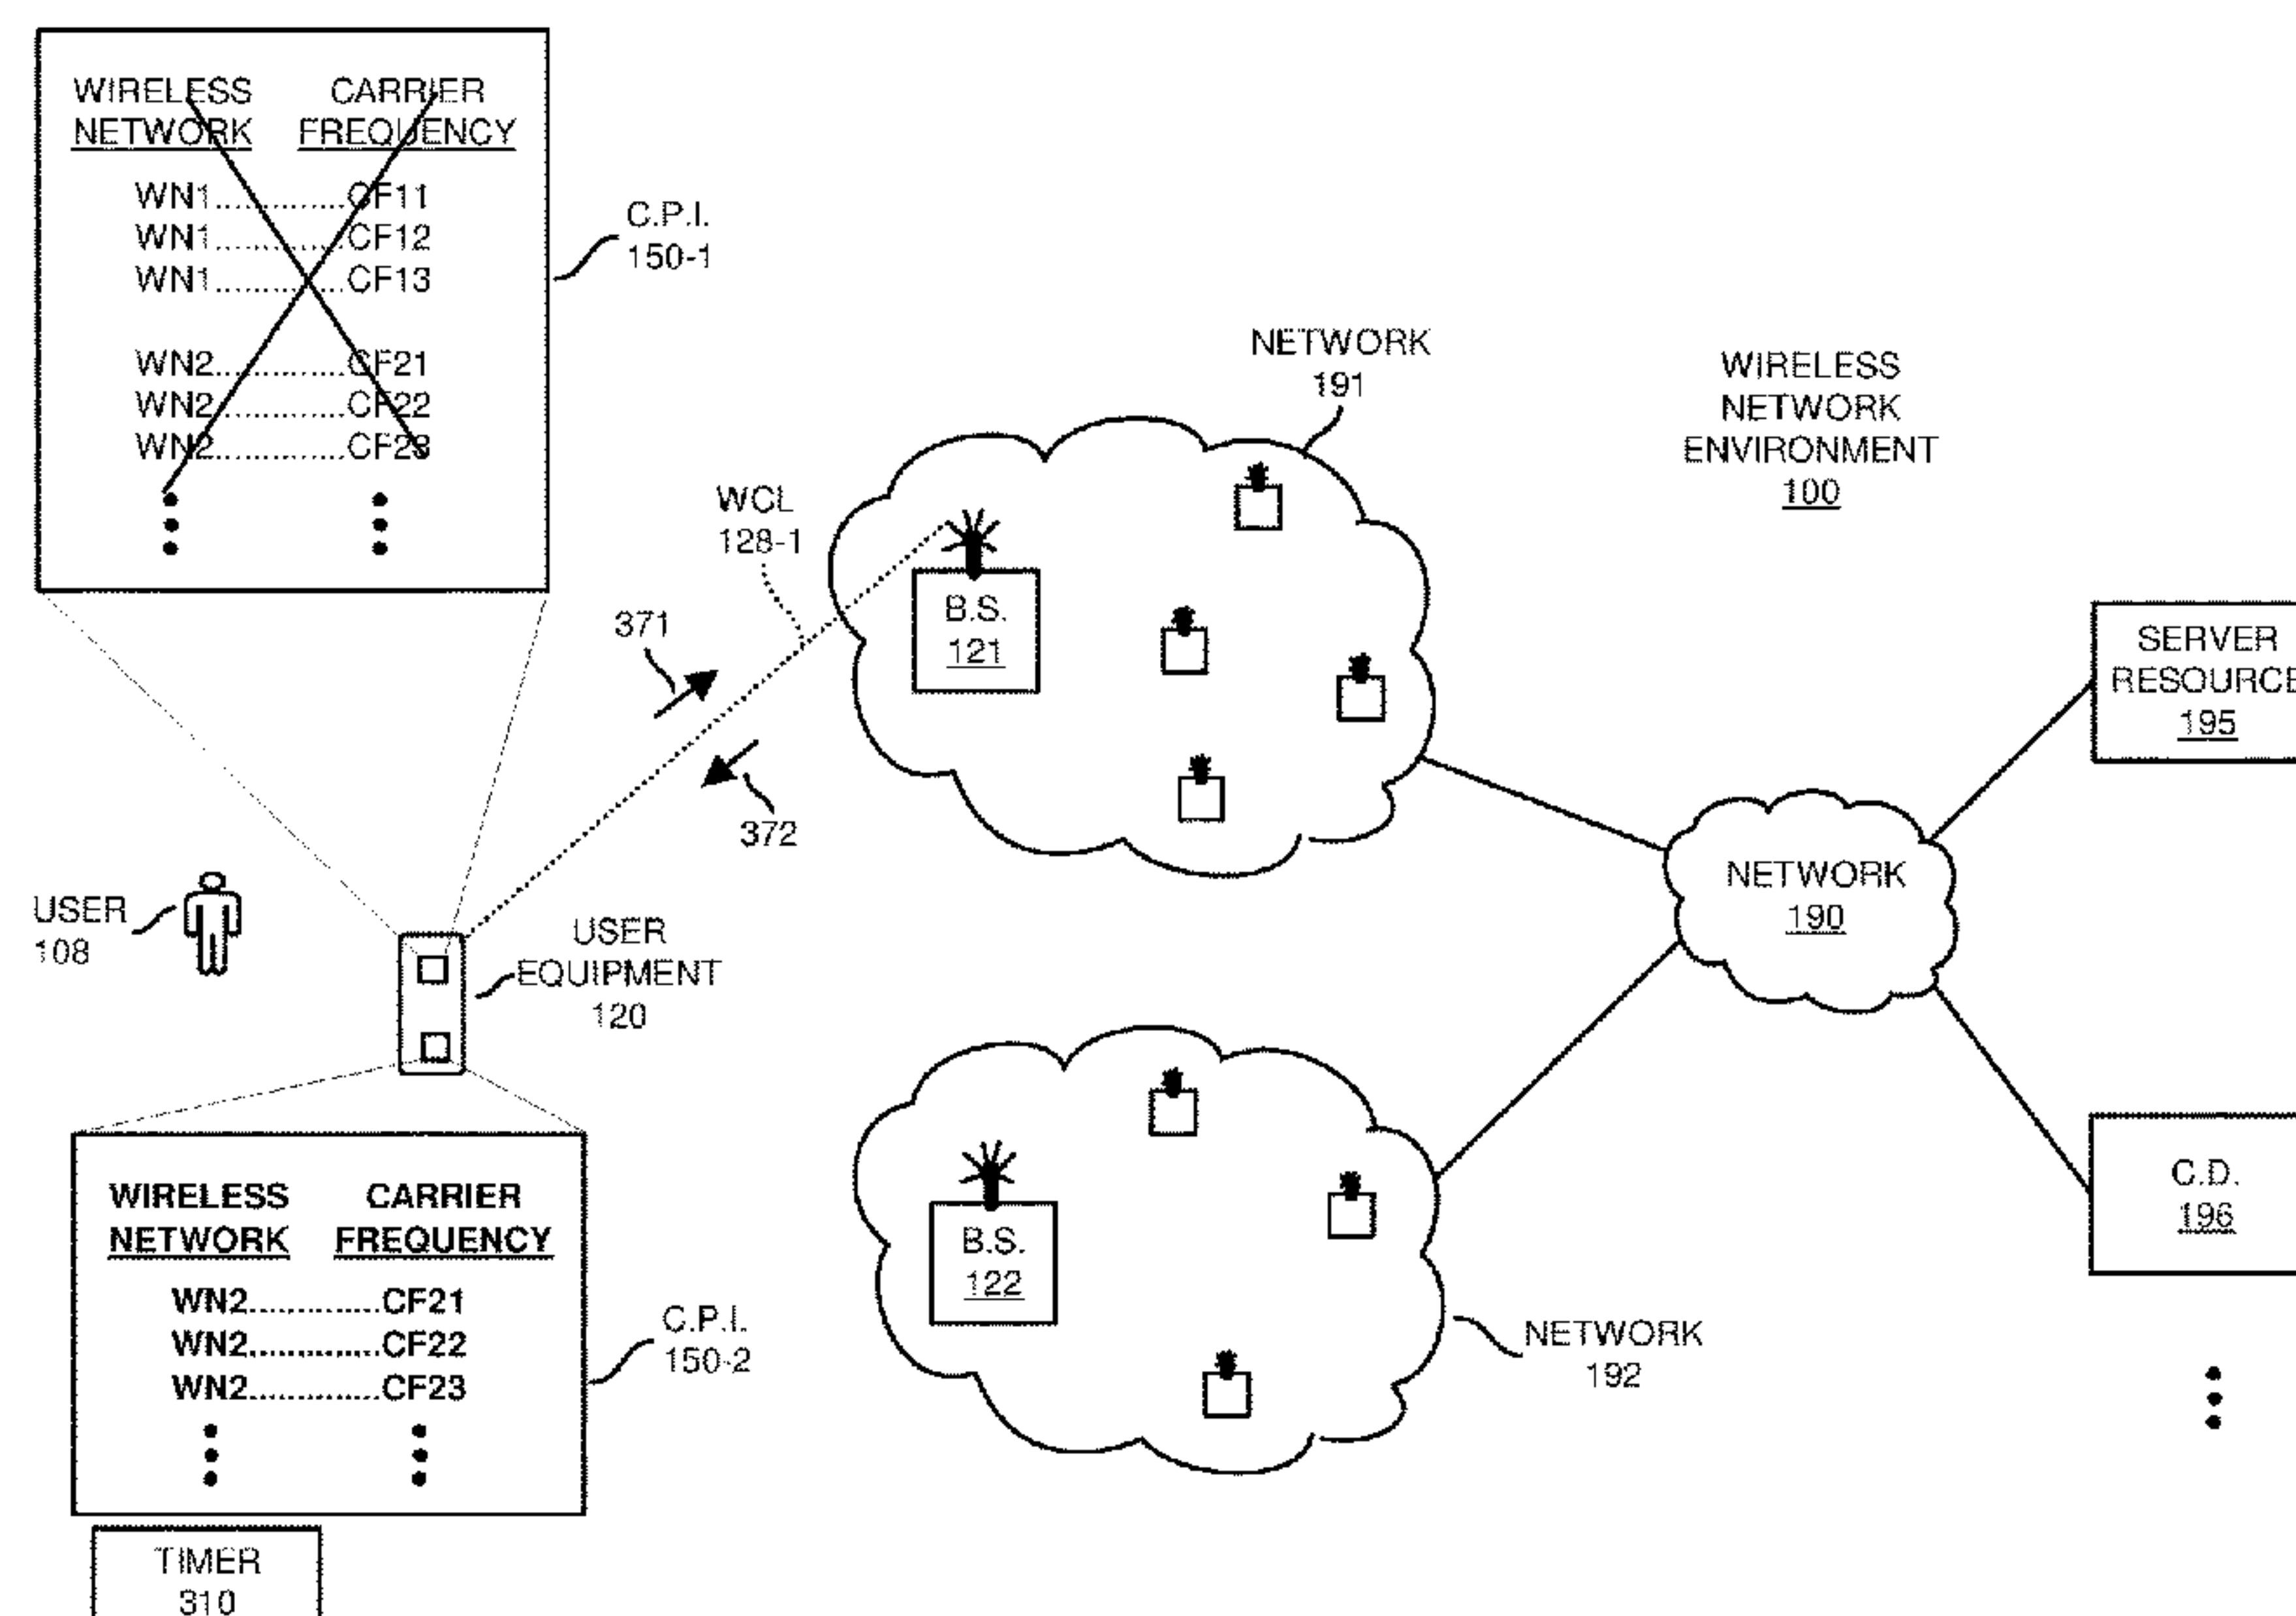 WIRELESS CARRIER
NETWORK FREQUENCY
WN1..............CF11
WN1..............CF12
WN1..............CF13
WN2..............CF21
WN2..............CF22
WN2..............CF23
C.P.I.
150-1
NETWORK
191
WIRELESS
NETWORK
ENVIRONMENT
100
WCL
128-1
B.S.
121
371
372
SERVER
RESOURCE
195
NETWORK
190
USER
108
USER
EQUIPMENT
120
C.D.
196
WIRELESS CARRIER
NETWORK FREQUENCY
WN2..............CF21
WN2..............CF22
WN2..............CF23
C.P.I.
150-2
B.S.
122
NETWORK
192
TIMER
310